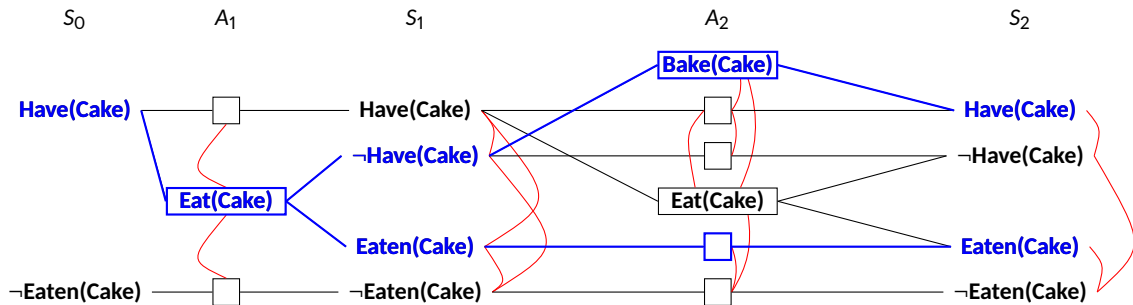 S0 A1 S1 A2 S2
Bake(Cake)
Have(Cake) Have(Cake) Have(Cake)
¬Have(Cake) ¬Have(Cake)
Eat(Cake) Eat(Cake)
Eaten(Cake) Eaten(Cake)
¬Eaten(Cake) ¬Eaten(Cake) ¬Eaten(Cake)